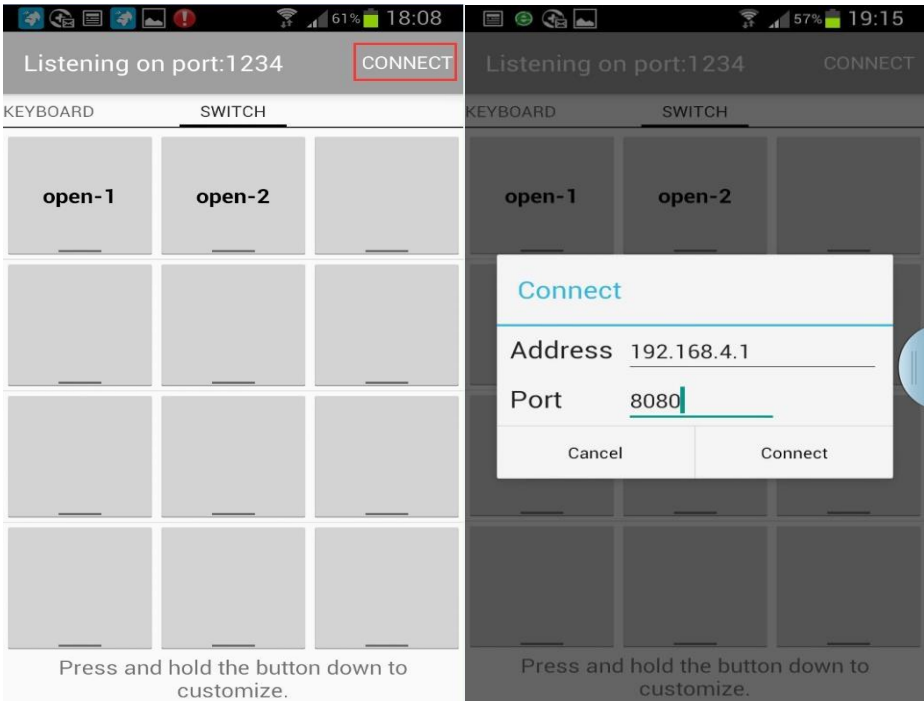 61% 18:08
Listening on port:1234 CONNECT
KEYBOARD SWITCH
open-1 open-2
Press and hold the button down to
customize.
57% 19:15
Listening on port:1234 CONNECT
KEYBOARD SWITCH
open-1 open-2
Connect
Address 192.168.4.1
Port 8080
Cancel Connect
Press and hold the button down to
customize.